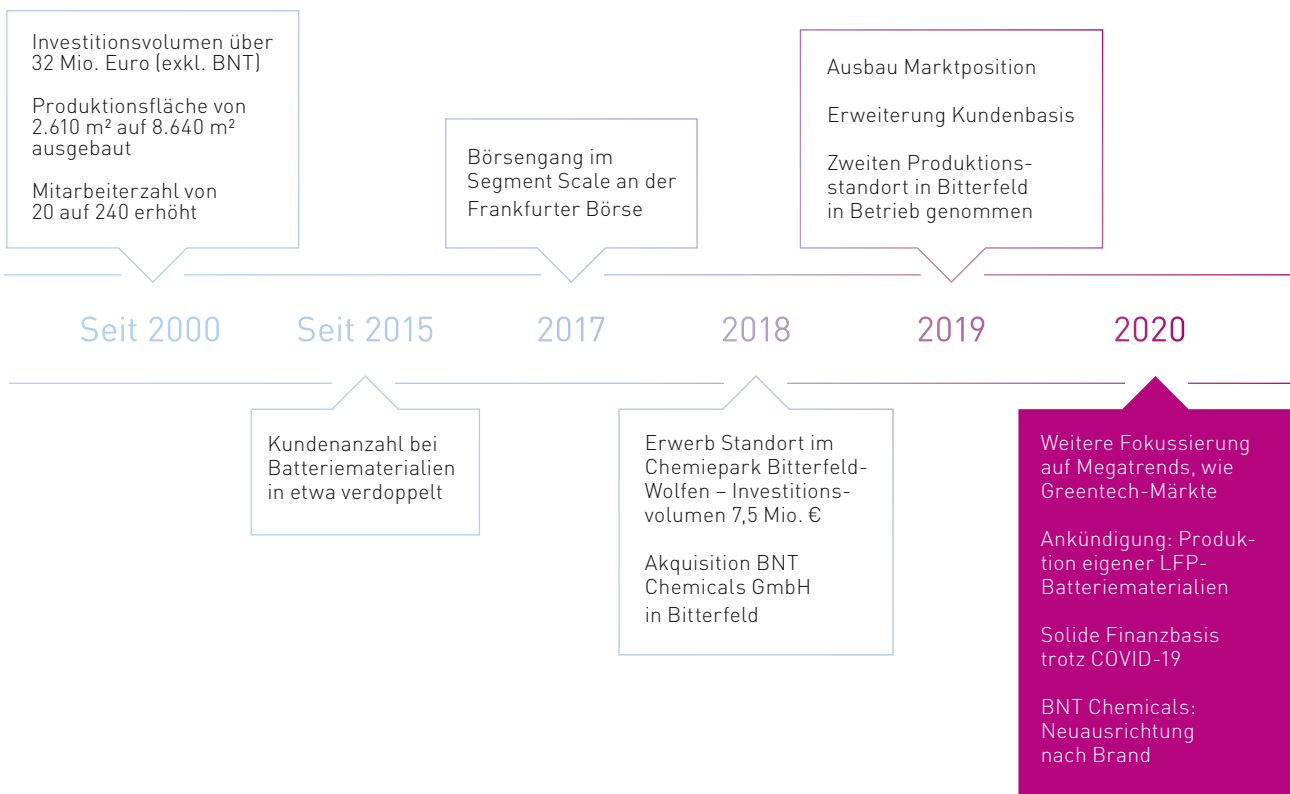 Investitionsvolumen über
32 Mio. Euro (exkl. BNT)
Produktionsfläche von
2.610 m² auf 8.640 m²
ausgebaut
Mitarbeiterzahl von
20 auf 240 erhöht
Börsengang im
Segment Scale an der
Frankfurter Börse
Ausbau Marktposition
Erweiterung Kundenbasis
Zweiten Produktions-
standort in Bitterfeld
in Betrieb genommen
Seit 2000
Seit 2015
2017
2018
2019
2020
Kundenanzahl bei
Batteriematerialien
in etwa verdoppelt
Erwerb Standort im
Chemiepark Bitterfeld-
Wolfen – Investitions-
volumen 7,5 Mio. €
Akquisition BNT
Chemicals GmbH
in Bitterfeld
Weitere Fokussierung
auf Megatrends, wie
Greentech-Märkte
Ankündigung: Produk-
tion eigener LFP-
Batteriematerialien
Solide Finanzbasis
trotz COVID-19
BNT Chemicals:
Neuausrichtung
nach Brand